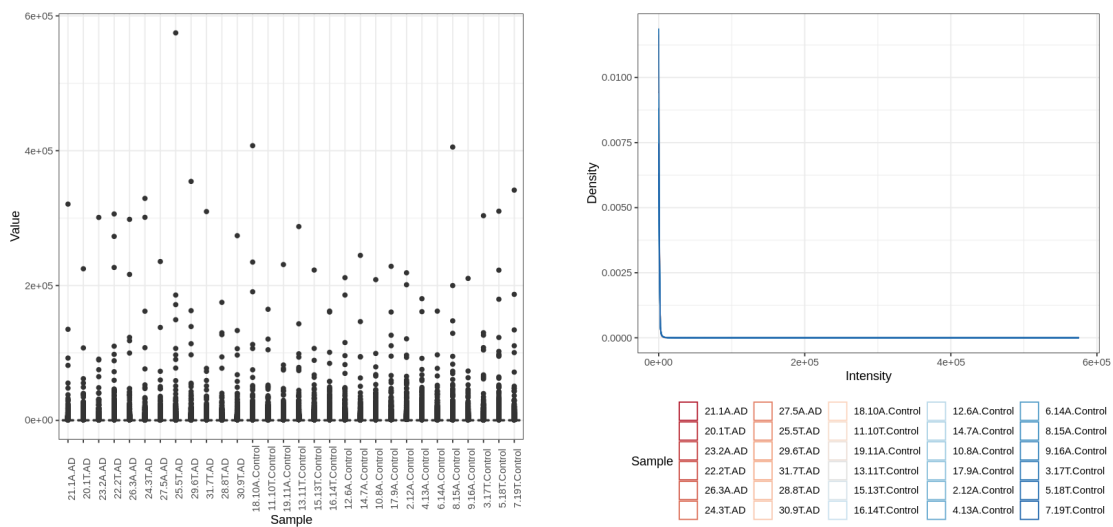 6e+05
4e+05
2e+05
0e+00
Value
21.1A.AD
20.1T.AD
23.2A.AD
22.2T.AD
26.3A.AD
24.3T.AD
27.5A.AD
25.5T.AD
29.6T.AD
31.7T.AD
28.8T.AD
30.9T.AD
18.10A.Control
11.10T.Control
19.11A.Control
13.11T.Control
15.13T.Control
16.14T.Control
12.6A.Control
14.7A.Control
10.8A.Control
17.9A.Control
2.12A.Control
4.13A.Control
6.14A.Control
8.15A.Control
9.16A.Control
3.17T.Control
5.18T.Control
7.19T.Control
Sample
0.0100
0.0075
0.0050
0.0025
0.0000
Density
0e+00 2e+05 4e+05 6e+05
Intensity
Sample
21.1A.AD 27.5A.AD 18.10A.Control 12.6A.Control 6.14A.Control
20.1T.AD 25.5T.AD 11.10T.Control 14.7A.Control 8.15A.Control
23.2A.AD 29.6T.AD 19.11A.Control 10.8A.Control 9.16A.Control
22.2T.AD 31.7T.AD 13.11T.Control 17.9A.Control 3.17T.Control
26.3A.AD 28.8T.AD 15.13T.Control 2.12A.Control 5.18T.Control
24.3T.AD 30.9T.AD 16.14T.Control 4.13A.Control 7.19T.Control